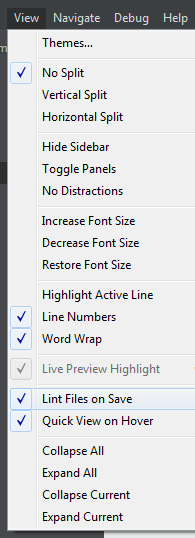 View Navigate Debug Help
Themes...
No Split
Vertical Split
Horizontal Split
Hide Sidebar
Toggle Panels
No Distractions
Increase Font Size
Decrease Font Size
Restore Font Size
Highlight Active Line
Line Numbers
Word Wrap
Live Preview Highlight
Lint Files on Save
Quick View on Hover
Collapse All
Expand All
Collapse Current
Expand Current